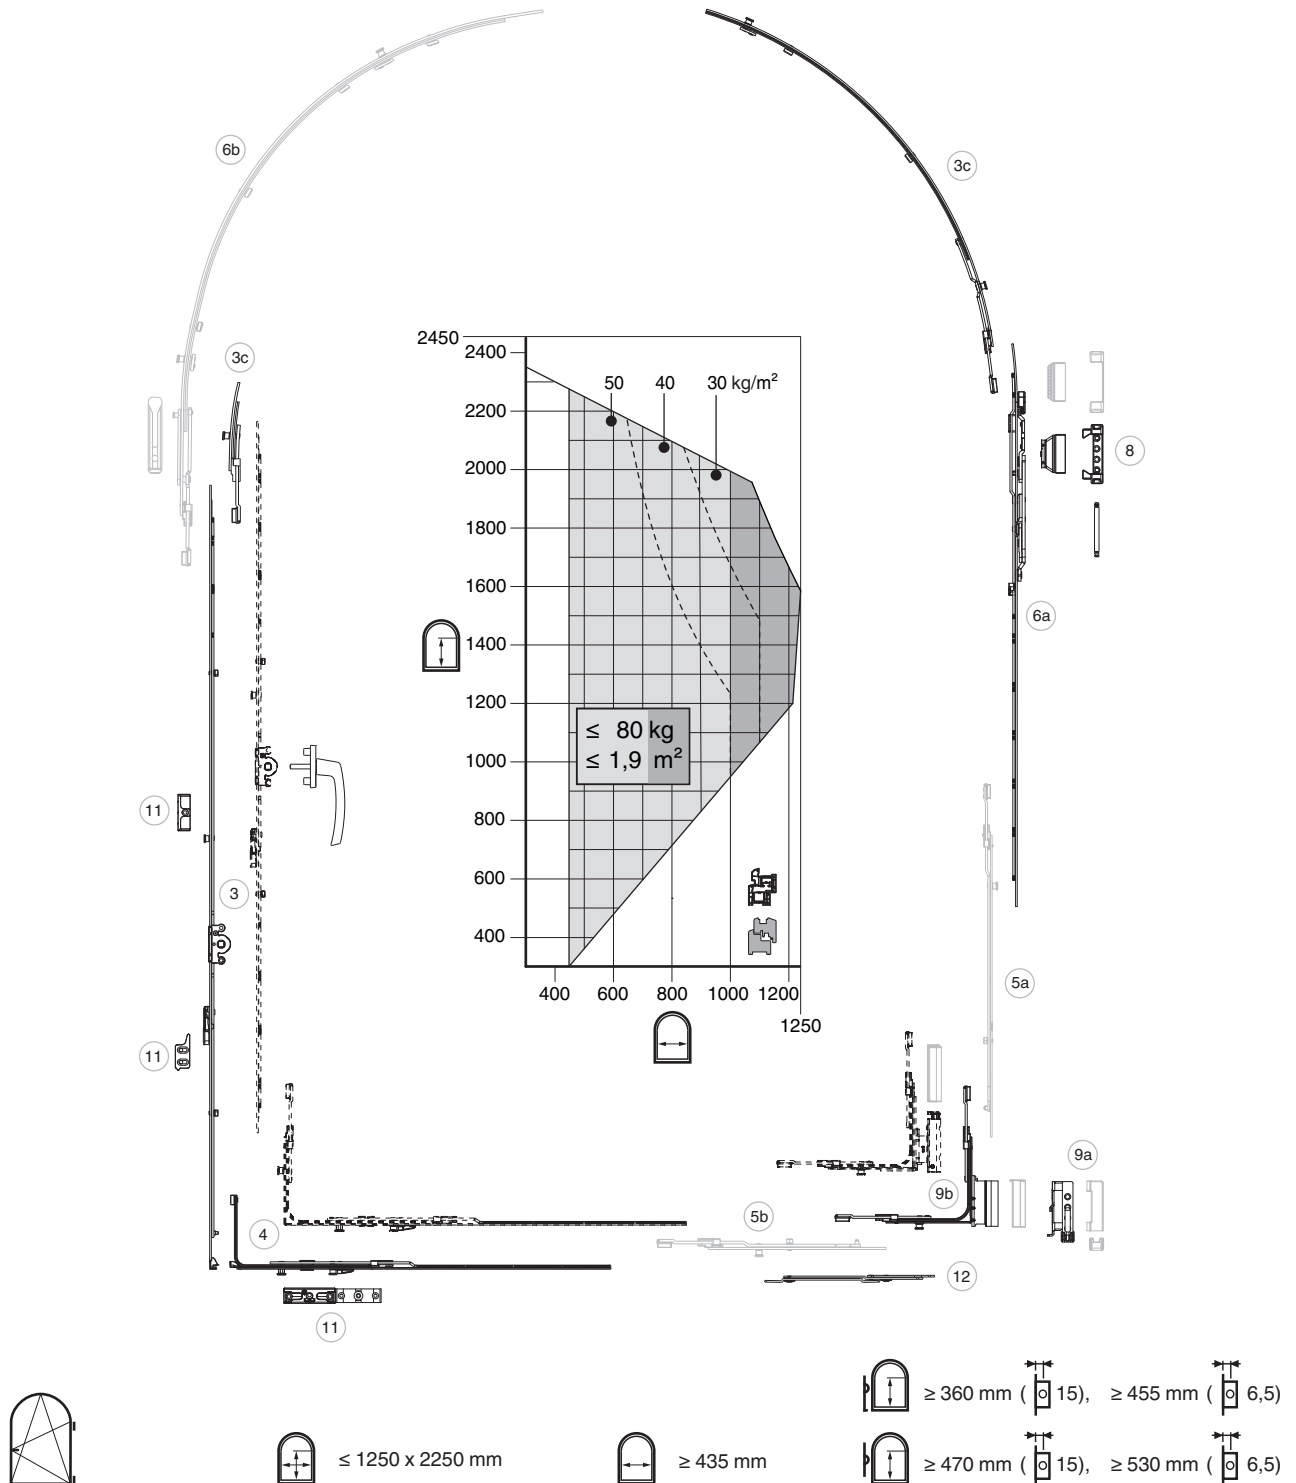 6b
3c
3c
2450
2400
50 40 30 kg/m²
2200
8
2000
1800
1600
6a
1400
1200
≤ 80 kg
≤ 1,9 m²
1000
11
800
3
600
400
5a
400 600 800 1000 1200
1250
11
9a
9b
5b
4
12
11
≥ 360 mm ( 15), ≥ 455 mm ( 6,5)
≤ 1250 x 2250 mm
≥ 435 mm
≥ 470 mm ( 15), ≥ 530 mm ( 6,5)